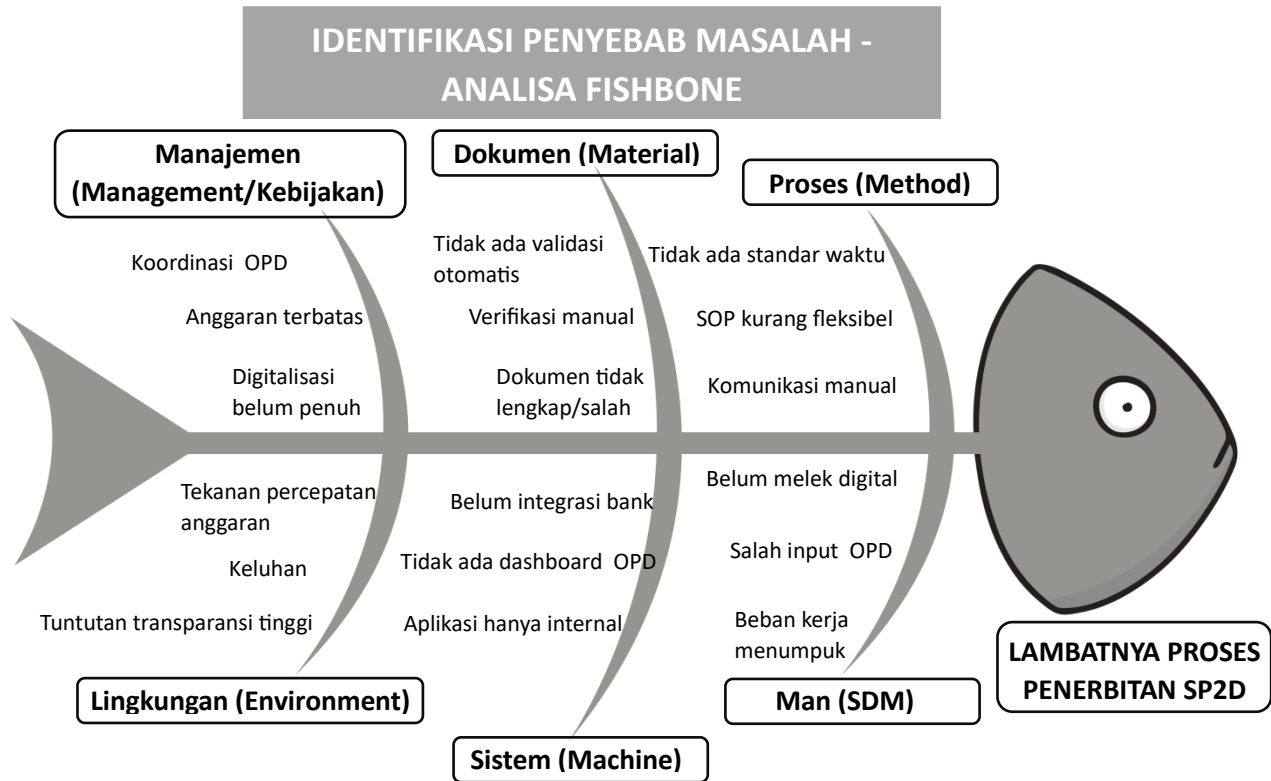 IDENTIFIKASI PENYEBAB MASALAH -
ANALISA FISHBONE
Manajemen
(Management/Kebijakan)
Dokumen (Material)
Proses (Method)
Koordinasi OPD
Anggaran terbatas
Digitalisasi
belum penuh
Tidak ada validasi
otomatis
Verifikasi manual
Dokumen tidak
lengkap/salah
Tidak ada standar waktu
SOP kurang fleksibel
Komunikasi manual
Tekanan percepatan
anggaran
Keluhan
Tuntutan transparansi tinggi
Belum integrasi bank
Tidak ada dashboard OPD
Aplikasi hanya internal
Belum melek digital
Salah input OPD
Beban kerja
menumpuk
Lingkungan (Environment)
Sistem (Machine)
Man (SDM)
LAMBATNYA PROSES
PENERBITAN SP2D